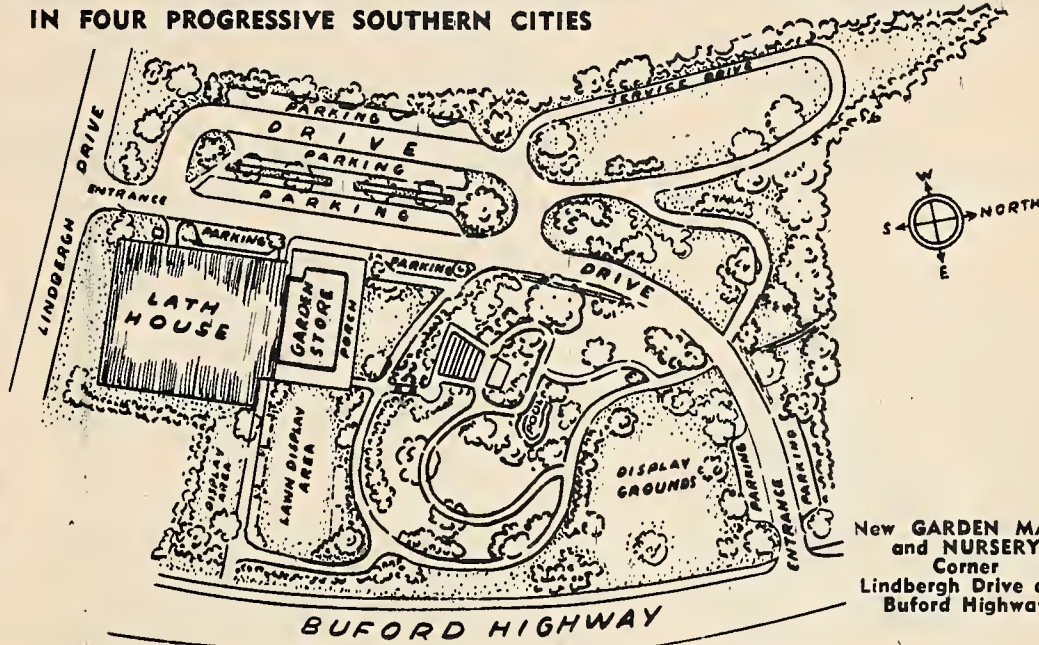 IN FOUR PROGRESSIVE SOUTHERN CITIES
LINDBERGH DRIVE
ENTRANCE
PARKING
DRIVE
PARKING
PARKING
SERVICE DRIVE
PARKING
LATH
HOUSE
GARDEN
STORE
PORCH
PARKING
DRIVE
W
S
NORTH
E
POOL
DISPLAY
AREA
LAWN DISPLAY
AREA
DISPLAY
GROUNDS
PARKING
ENTRANCE
PARKING
New GARDEN
and NURSERY
Corner
Lindbergh Drive
Buford
BUFORD HIGHWAY